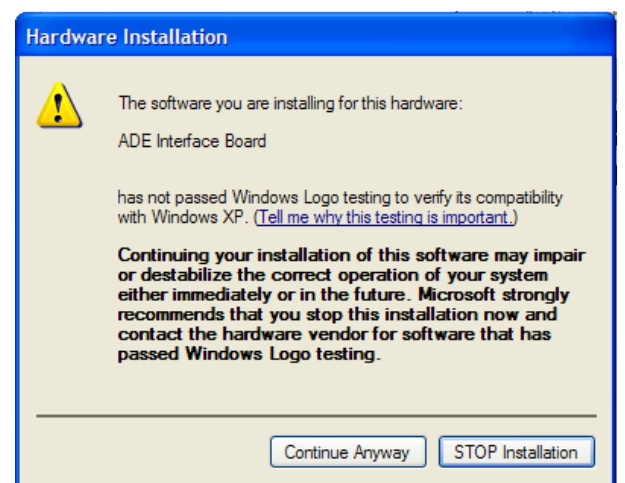 Hardware Installation
The software you are installing for this hardware:
ADE Interface Board
has not passed Windows Logo testing to verify its compatibility
with Windows XP. (Tell me why this testing is important.)
Continuing your installation of this software may impair
or destabilize the correct operation of your system
either immediately or in the future. Microsoft strongly
recommends that you stop this installation now and
contact the hardware vendor for software that has
passed Windows Logo testing.
Continue Anyway STOP Installation